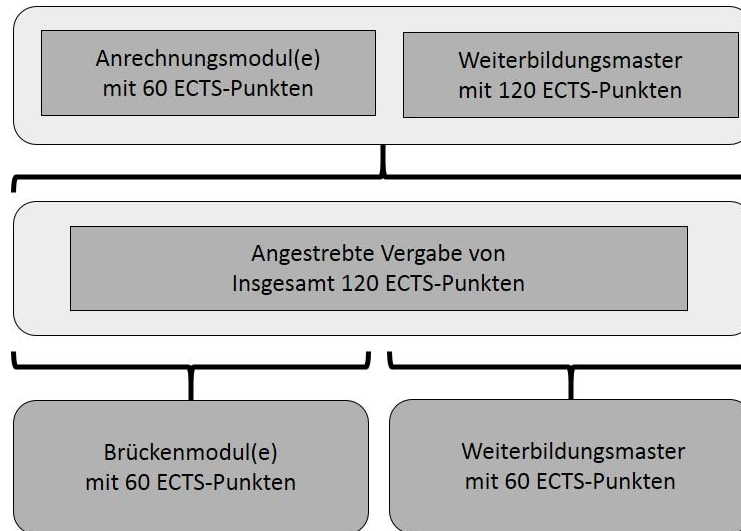 Anrechnungsmodul(e)
mit 60 ECTS-Punkten
Weiterbildungsmaster
mit 120 ECTS-Punkten
Angestrebte Vergabe von
Insgesamt 120 ECTS-Punkten
Brückenmodul(e)
mit 60 ECTS-Punkten
Weiterbildungsmaster
mit 60 ECTS-Punkten